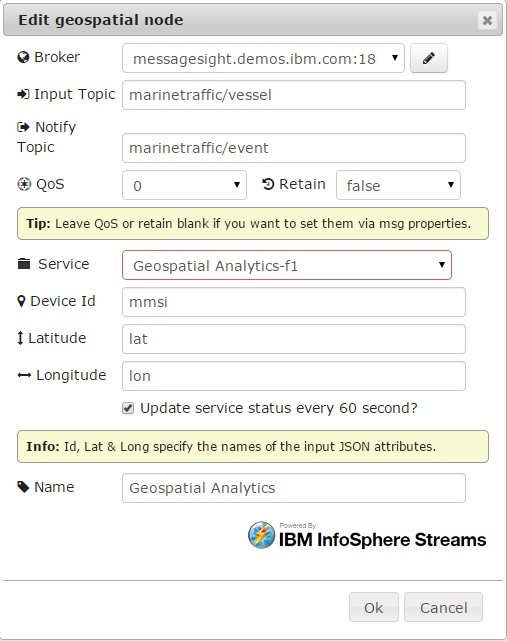 Edit geospatial node
Broker messagesight.demos.ibm.com:18
Input Topic marinetraffic/vessel
Notify
Topic marinetraffic/event
QoS 0 Retain false
Tip: Leave QoS or retain blank if you want to set them via msg properties.
Service Geospatial Analytics-f1
Device Id mmsi
Latitude lat
Longitude lon
Update service status every 60 second?
Info: Id, Lat & Long specify the names of the input JSON attributes.
Name Geospatial Analytics
Powered By
IBM InfoSphere Streams
Ok Cancel